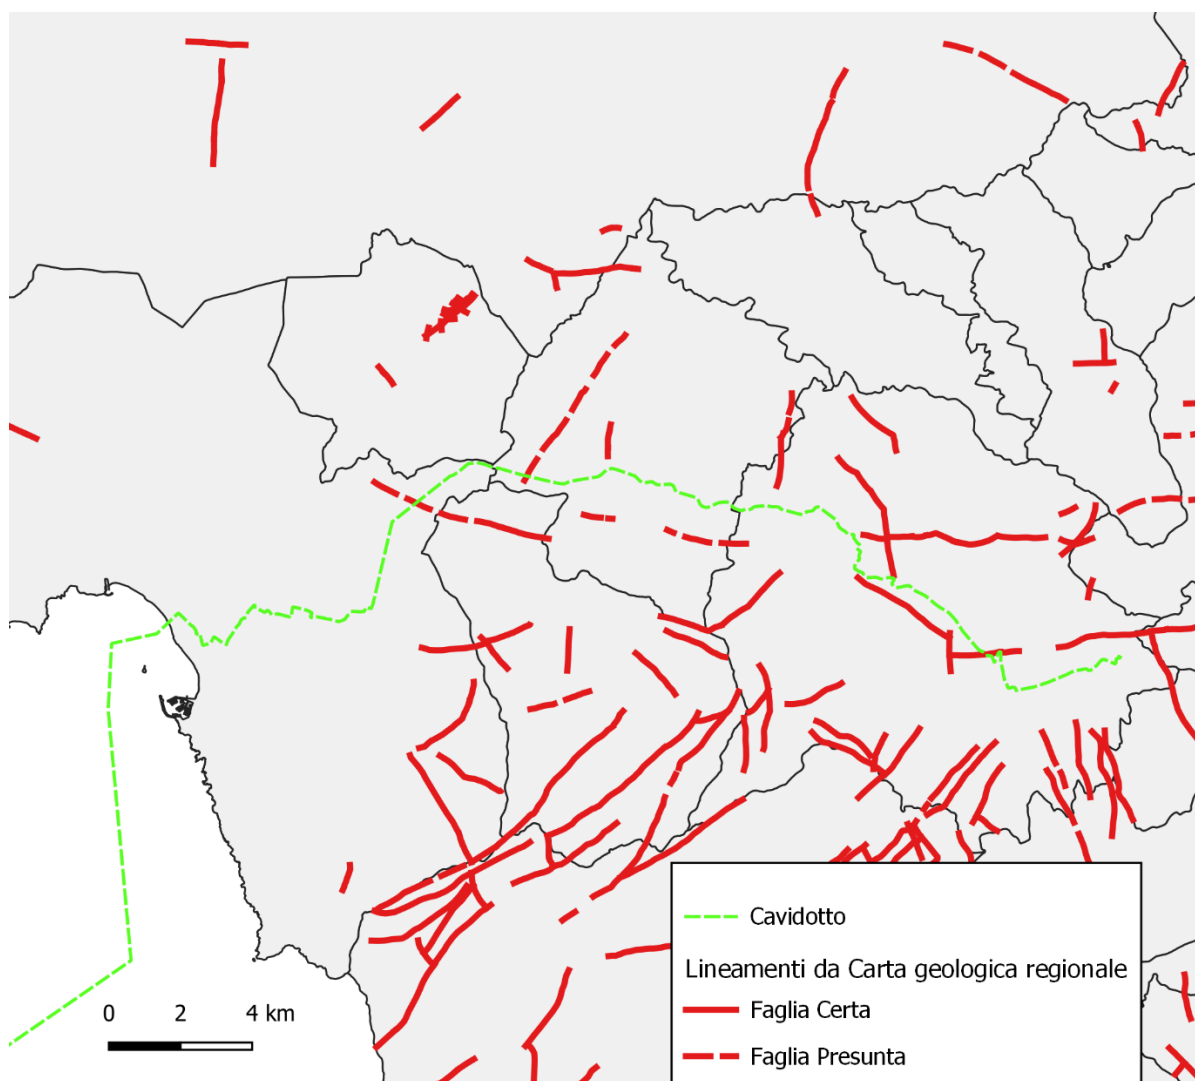 Cavidotto
Lineamenti da Carta geologica regionale
Faglia Certa
Faglia Presunta
0 2 4 km